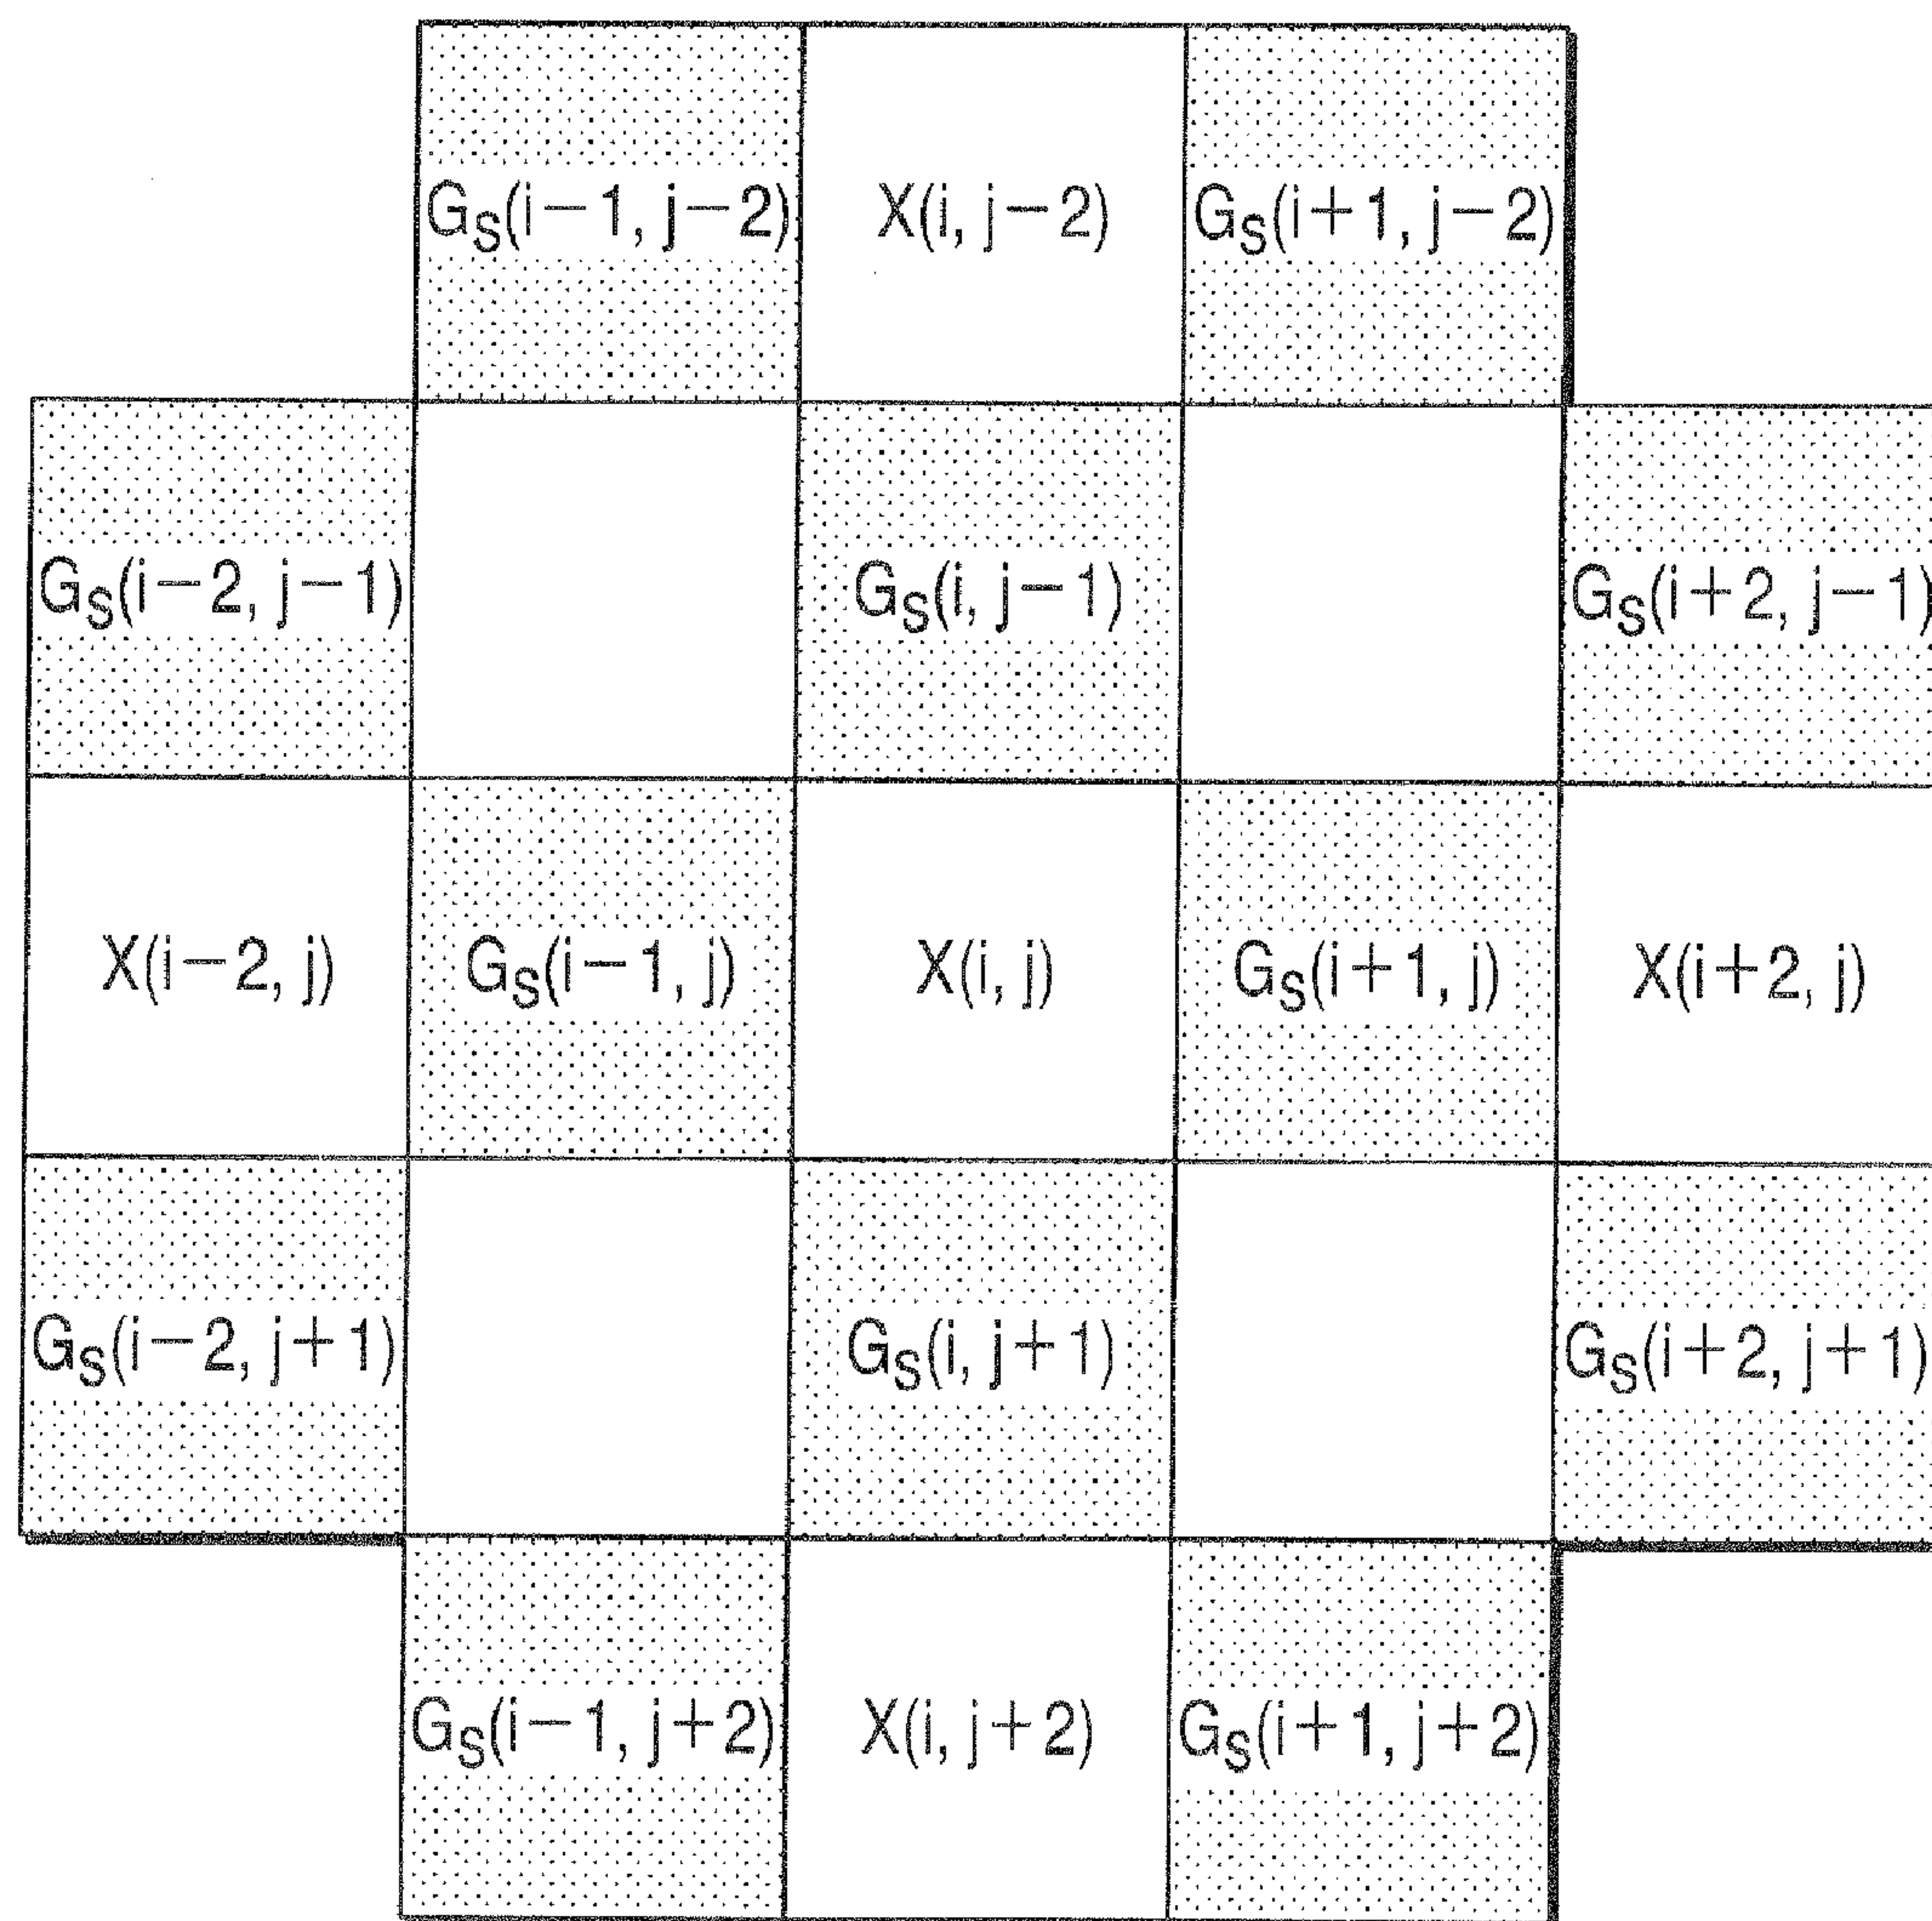 GS(i−1, j−2) X(i, j−2) GS(i+1, j−2)
GS(i−2, j−1) GS(i, j−1) GS(i+2, j−1)
X(i−2, j) GS(i−1, j) X(i, j) GS(i+1, j) X(i+2, j)
GS(i−2, j+1) GS(i, j+1) GS(i+2, j+1)
GS(i−1, j+2) X(i, j+2) GS(i+1, j+2)